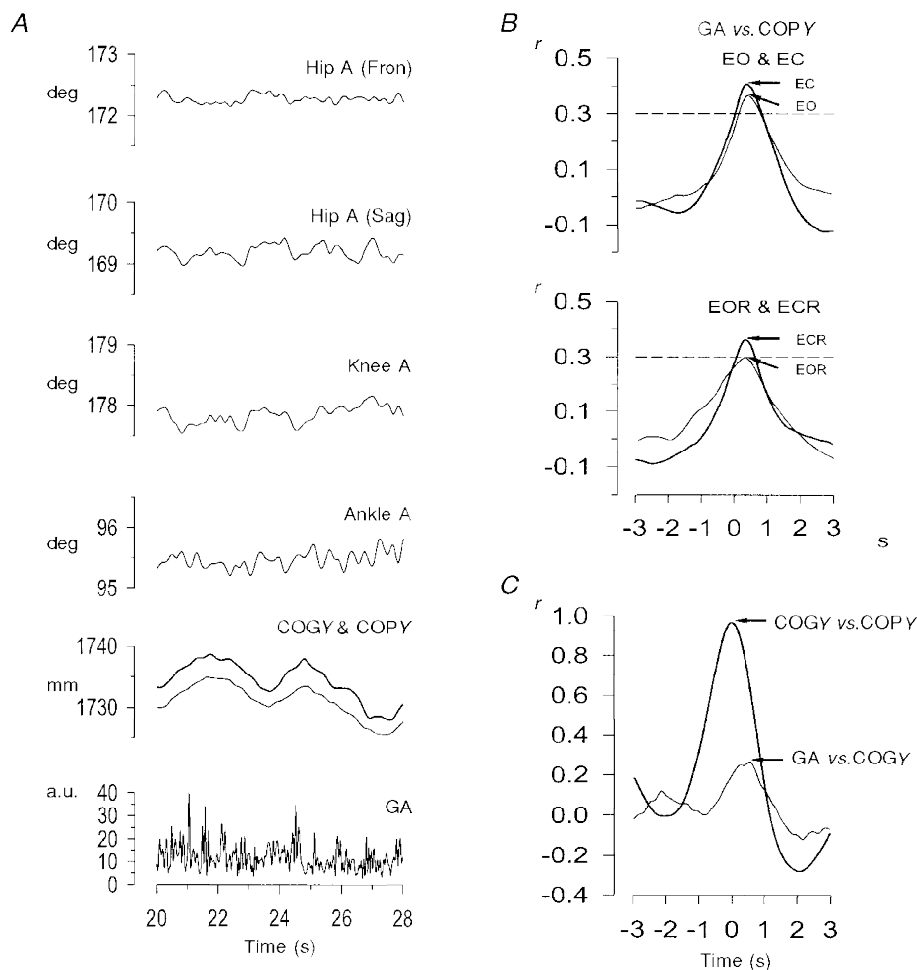 A
173
deg
172
Hip A (Fron)
170
deg
169
Hip A (Sag)
179
deg
178
Knee A
96
deg
95
Ankle A
1740
mm
1730
COGY & COPY
a.u.
40
30
20
10
0
GA
20 22 24 26 28
Time (s)
B
GA vs. COPY
EO & EC
r
0.5
0.3
0.1
-0.1
EC
EO
EOR & ECR
r
0.5
0.3
0.1
-0.1
ECR
EOR
-3 -2 -1 0 1 2 3
s
C
r
1.0
0.8
0.6
0.4
0.2
0.0
-0.2
-0.4
COGY vs.COPY
GA vs.COGY
-3 -2 -1 0 1 2 3
Time (s)